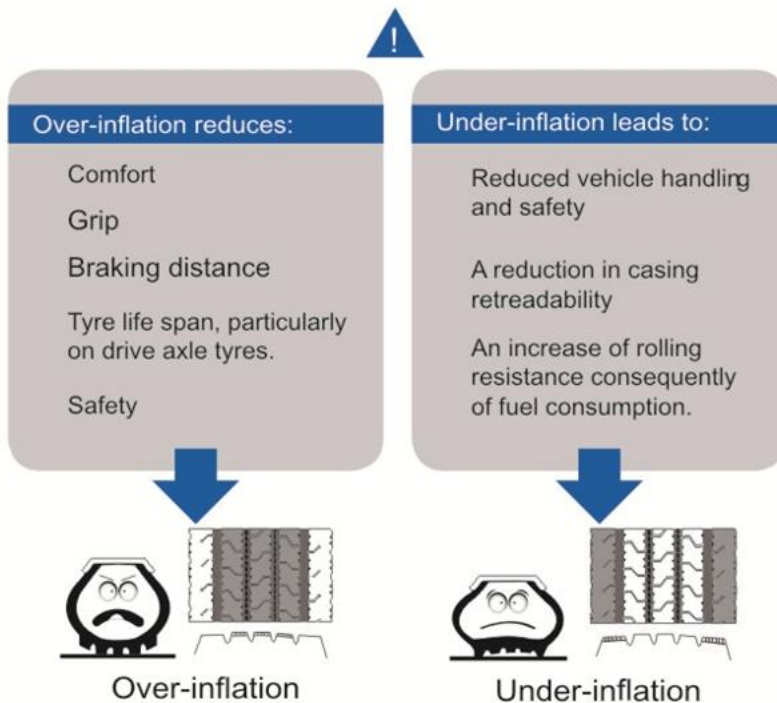 !
Over-inflation reduces:
Comfort
Grip
Braking distance
Tyre life span, particularly
on drive axle tyres.
Safety
Under-inflation leads to:
Reduced vehicle handling
and safety
A reduction in casing
retreadability
An increase of rolling
resistance consequently
of fuel consumption.
Over-inflation
Under-inflation